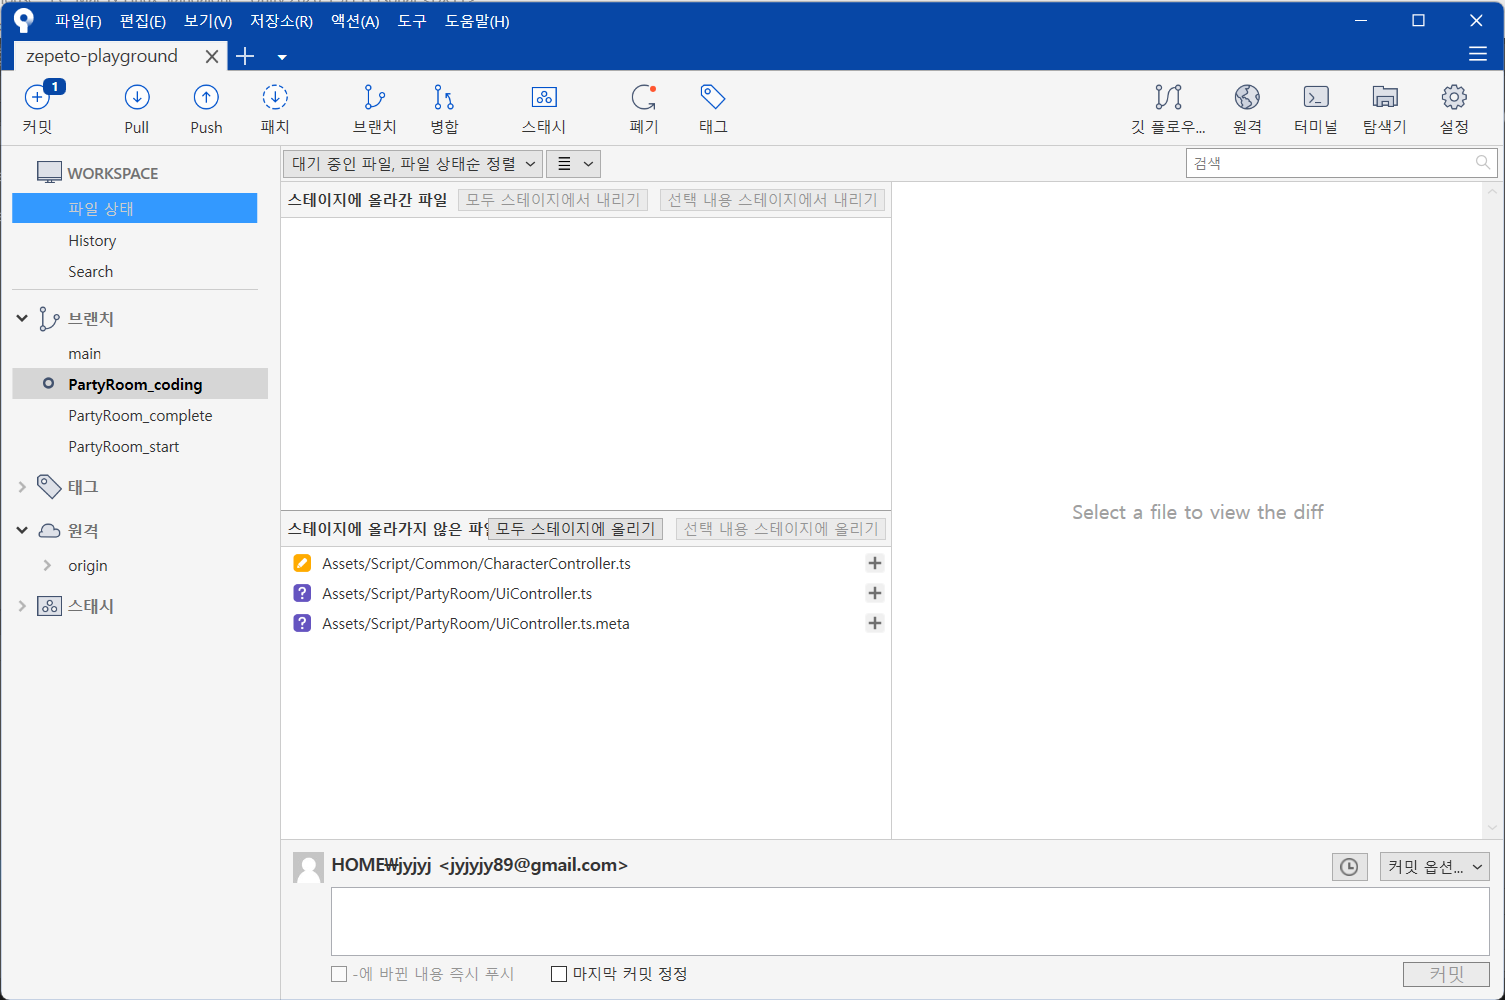 파일(F) 편집(E) 보기(V) 저장소(R) 액션(A) 도구 도움말(H)
zepeto-playground
1
커밋 Pull Push 패치 브랜치 병합 스태시 폐기 태그 깃 플로우... 원격 터미널 탐색기 설정
WORKSPACE
파일 상태
History
Search
브랜치
main
PartyRoom_coding
PartyRoom_complete
PartyRoom_start
태그
원격
origin
스태시
대기 중인 파일, 파일 상태순 정렬
검색
스테이지에 올라간 파일 모두 스테이지에서 내리기 선택 내용 스테이지에서 내리기
스테이지에 올라가지 않은 파일 모두 스테이지에 올리기 선택 내용 스테이지에 올리기
Assets/Script/Common/CharacterController.ts
Assets/Script/PartyRoom/UiController.ts
Assets/Script/PartyRoom/UiController.ts.meta
Select a file to view the diff
HOME₩jyjyj <jyjyjy89@gmail.com>
커밋 옵션...
-에 바뀐 내용 즉시 푸시 마지막 커밋 정정
커밋